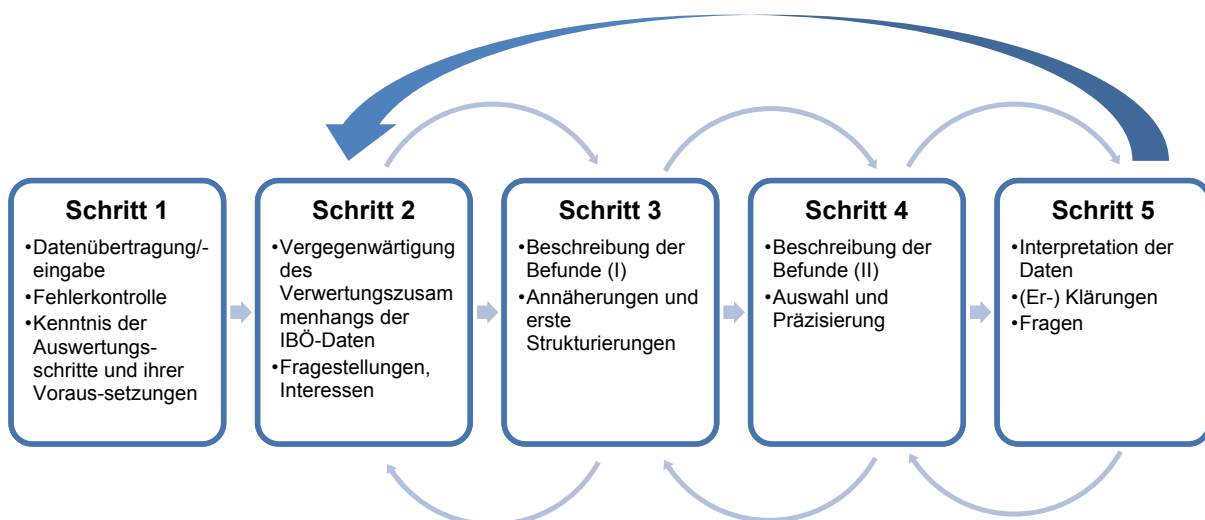 Schritt 1
•Datenübertragung/-
eingabe
•Fehlerkontrolle
•Kenntnis der
Auswertungs-
schritte und ihrer
Voraus-setzungen
Schritt 2
•Vergegenwärtigung
des
Verwertungszusam
menhangs der
IBÖ-Daten
•Fragestellungen,
Interessen
Schritt 3
•Beschreibung der
Befunde (I)
•Annäherungen und
erste
Strukturierungen
Schritt 4
•Beschreibung der
Befunde (II)
•Auswahl und
Präzisierung
Schritt 5
•Interpretation der
Daten
•(Er-) Klärungen
•Fragen